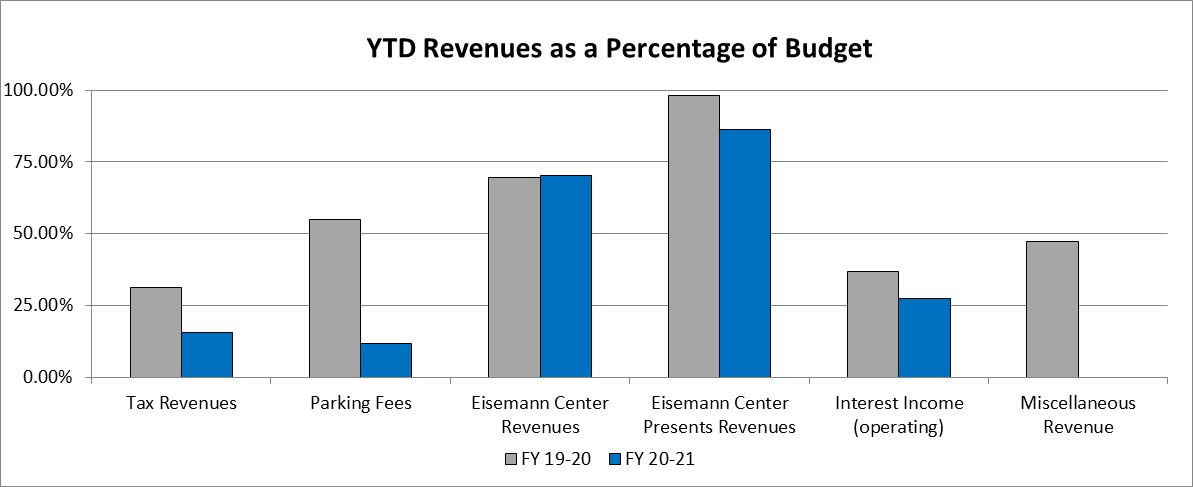 YTD Revenues as a Percentage of Budget
100.00%
75.00%
50.00%
25.00%
0.00%
Tax Revenues
Parking Fees
Eisemann Center
Revenues
Eisemann Center
Presents Revenues
Interest Income
(operating)
Miscellaneous
Revenue
FY 19-20 FY 20-21